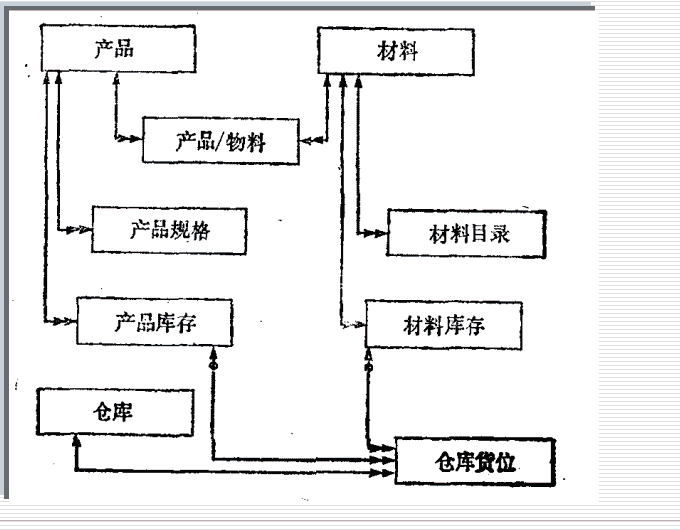 产品
材料
产品/物料
产品规格
材料目录
产品库存
材料库存
仓库
仓库货位